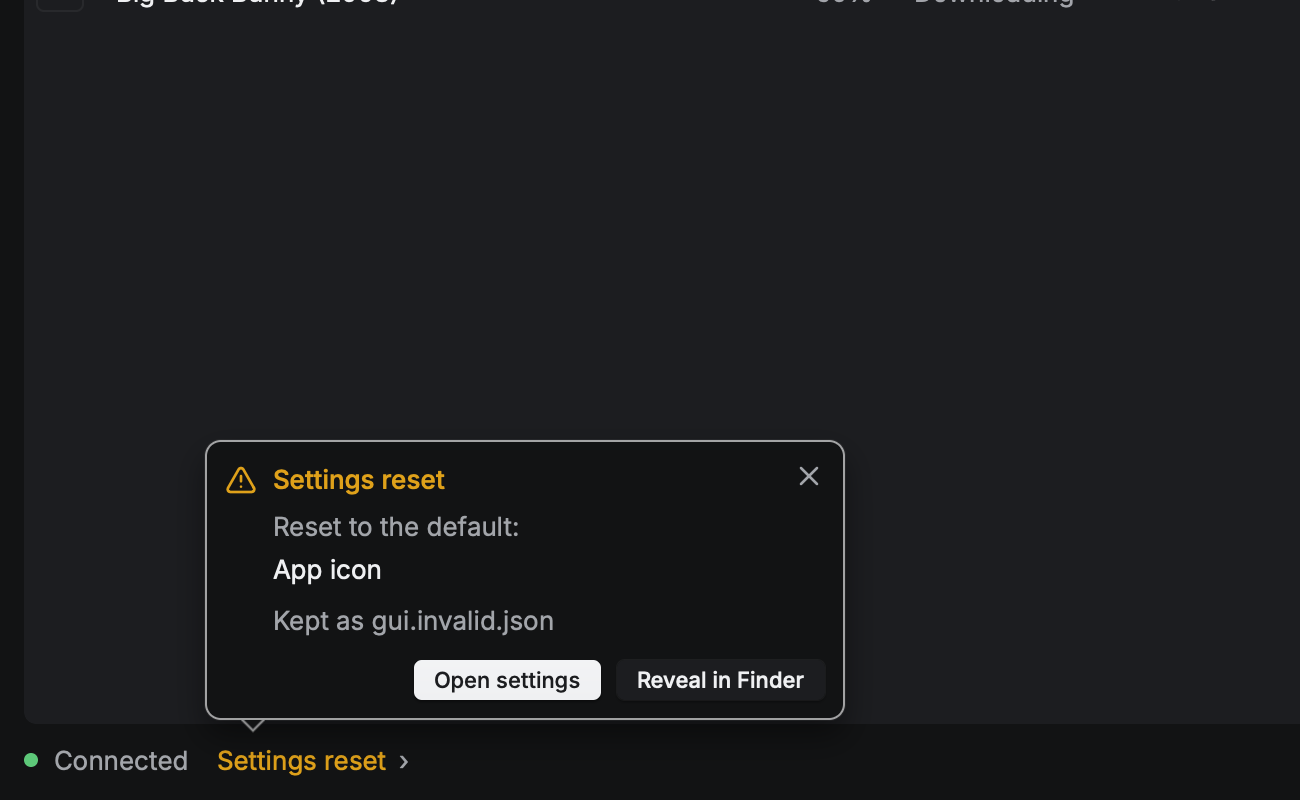 Settings reset
Reset to the default:
App icon
Kept as gui.invalid.json
Open settings
Reveal in Finder
Connected
Settings reset ›